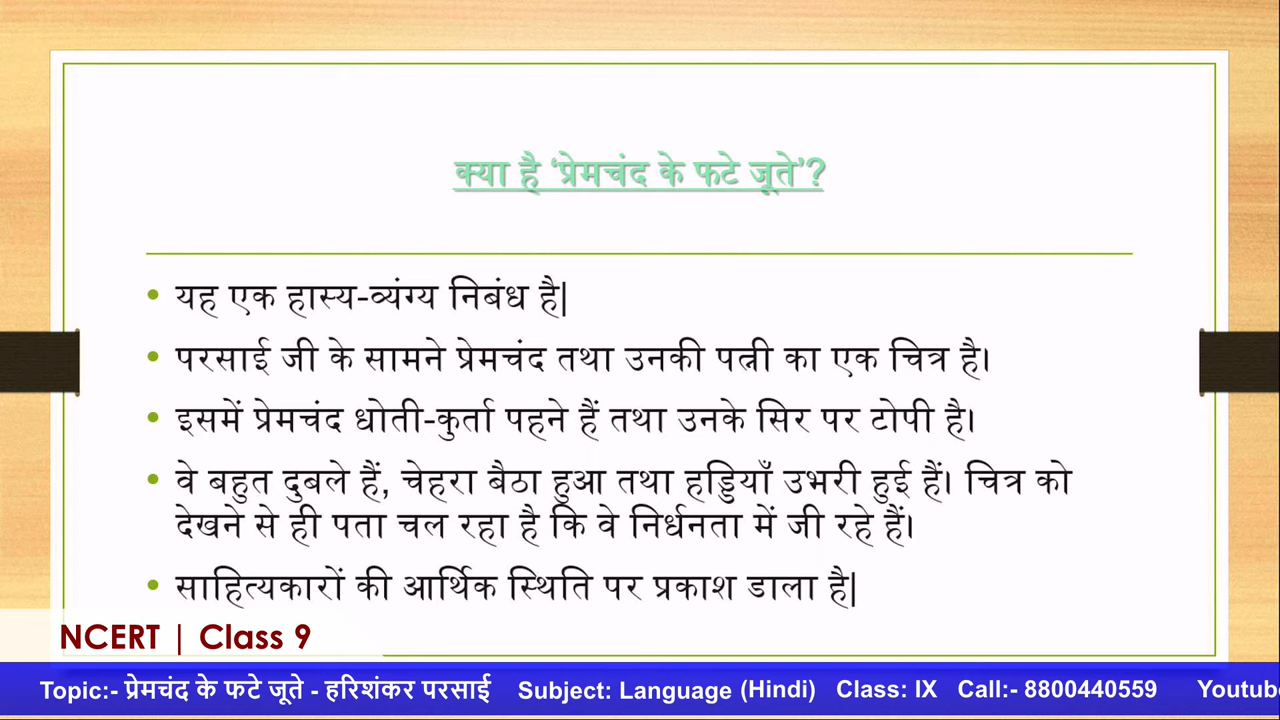 क्या है ‘प्रेमचंद के फटे जूते’?
• यह एक हास्य-व्यंग्य निबंध है|
• परसाई जी के सामने प्रेमचंद तथा उनकी पत्नी का एक चित्र है।
• इसमें प्रेमचंद धोती-कुर्ता पहने हैं तथा उनके सिर पर टोपी है।
• वे बहुत दुबले हैं, चेहरा बैठा हुआ तथा हड्डियाँ उभरी हुई हैं। चित्र को
देखने से ही पता चल रहा है कि वे निर्धनता में जी रहे हैं।
• साहित्यकारों की आर्थिक स्थिति पर प्रकाश डाला है|
NCERT | Class 9
Topic:- प्रेमचंद के फटे जूते - हरिशंकर परसाई Subject: Language (Hindi) Class: IX Call:- 8800440559 Youtube